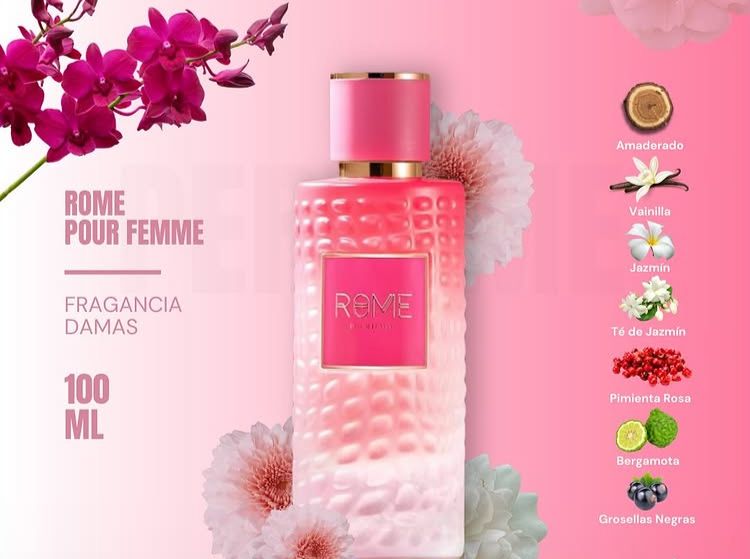 ROME
POUR FEMME
FRAGANCIA
DAMAS
100
ML
ROME
Amaderado
Vainilla
Jazmín
Té de Jazmín
Pimienta Rosa
Bergamota
Grosellas Negras